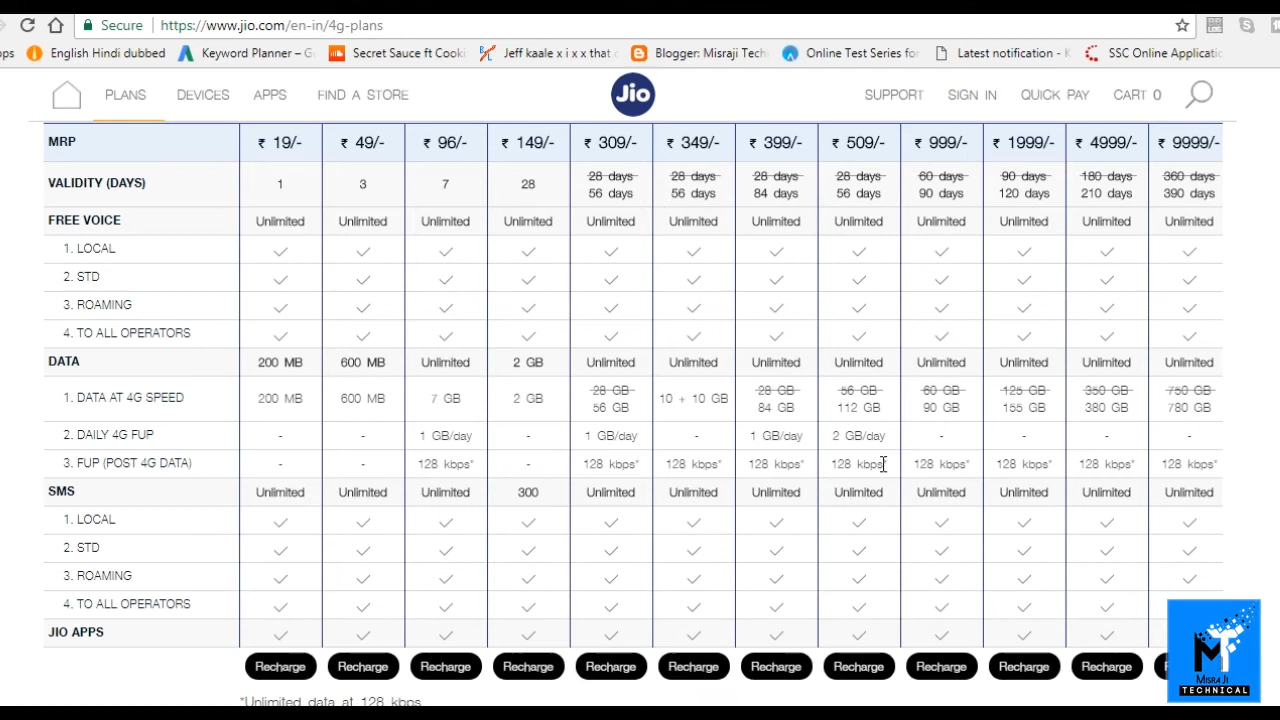 Secure https://www.jio.com/en-in/4g-plans
ops English Hindi dubbed Keyword Planner – Go Secret Sauce ft Cooki Jeff kaale x i x x that Blogger: Misraji Tech Online Test Series for Latest notification - K SSC Online Applicatic
PLANS DEVICES APPS FIND A STORE Jio SUPPORT SIGN IN QUICK PAY CART 0
MRP ₹ 19/- ₹ 49/- ₹ 96/- ₹ 149/- ₹ 309/- ₹ 349/- ₹ 399/- ₹ 509/- ₹ 999/- ₹ 1999/- ₹ 4999/- ₹ 9999/-
28 days 28 days 28 days 28 days 60 days 90 days 180 days 360 days
VALIDITY (DAYS) 1 3 7 28
56 days 56 days 84 days 56 days 90 days 120 days 210 days 390 days
FREE VOICE Unlimited Unlimited Unlimited Unlimited Unlimited Unlimited Unlimited Unlimited Unlimited Unlimited Unlimited Unlimited
1. LOCAL
2. STD
3. ROAMING
4. TO ALL OPERATORS
DATA 200 MB 600 MB Unlimited 2 GB Unlimited Unlimited Unlimited Unlimited Unlimited Unlimited Unlimited Unlimited
28 GB 28 GB 56 GB 60 GB 125 GB 350 GB 750 GB
1. DATA AT 4G SPEED 200 MB 600 MB 7 GB 2 GB 10 + 10 GB
56 GB 84 GB 112 GB 90 GB 155 GB 380 GB 780 GB
2. DAILY 4G FUP - - 1 GB/day - 1 GB/day - 1 GB/day 2 GB/day - - - -
3. FUP (POST 4G DATA) - - 128 kbps* - 128 kbps* 128 kbps* 128 kbps* 128 kbps 128 kbps* 128 kbps* 128 kbps* 128 kbps*
SMS Unlimited Unlimited Unlimited 300 Unlimited Unlimited Unlimited Unlimited Unlimited Unlimited Unlimited Unlimited
1. LOCAL
2. STD
3. ROAMING
4. TO ALL OPERATORS
JIO APPS
Recharge Recharge Recharge Recharge Recharge Recharge Recharge Recharge Recharge Recharge Recharge
*Unlimited data at 128 kbps
MISRA JI
TECHNICAL